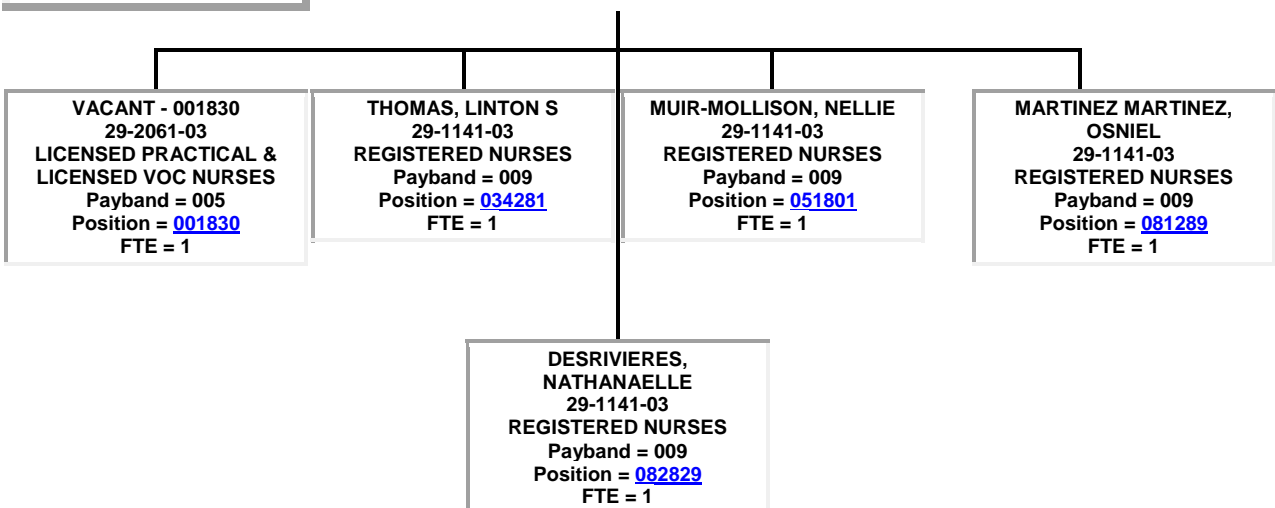 VACANT - 001830
29-2061-03
LICENSED PRACTICAL &
LICENSED VOC NURSES
Payband = 005
Position = 001830
FTE = 1
THOMAS, LINTON S
29-1141-03
REGISTERED NURSES
Payband = 009
Position = 034281
FTE = 1
MUIR-MOLLISON, NELLIE
29-1141-03
REGISTERED NURSES
Payband = 009
Position = 051801
FTE = 1
MARTINEZ MARTINEZ,
OSNIEL
29-1141-03
REGISTERED NURSES
Payband = 009
Position = 081289
FTE = 1
DESRIVIERES,
NATHANAELLE
29-1141-03
REGISTERED NURSES
Payband = 009
Position = 082829
FTE = 1